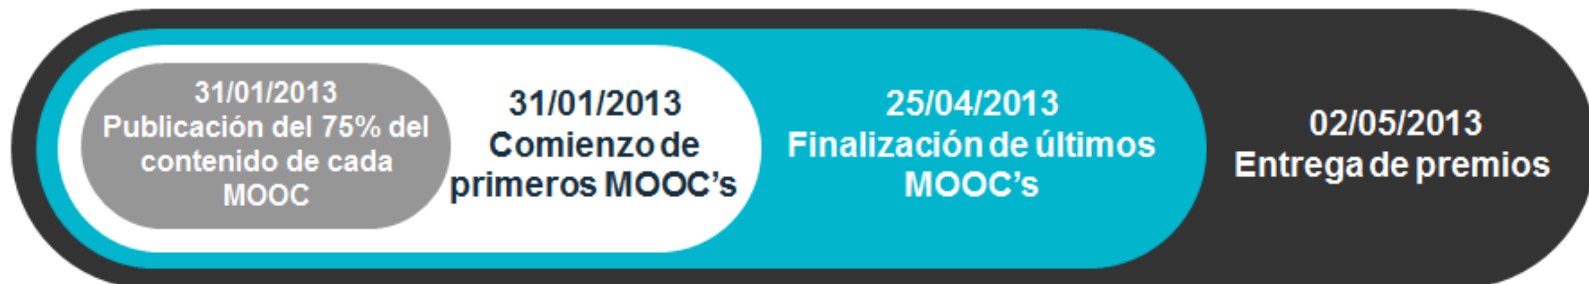 31/01/2013
Publicación del 75% del
contenido de cada
MOOC
31/01/2013
Comienzo de
primeros MOOC's
25/04/2013
Finalización de últimos
MOOC's
02/05/2013
Entrega de premios